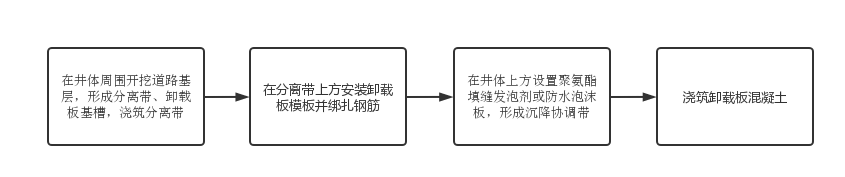 在井体周围开挖道路基
层，形成分离带、卸载
板基槽，浇筑分离带
在分离带上方安装卸载
板模板并绑扎钢筋
在井体上方设置聚氨酯
填缝发泡剂或防水泡沫
板，形成沉降协调带
浇筑卸载板混凝土